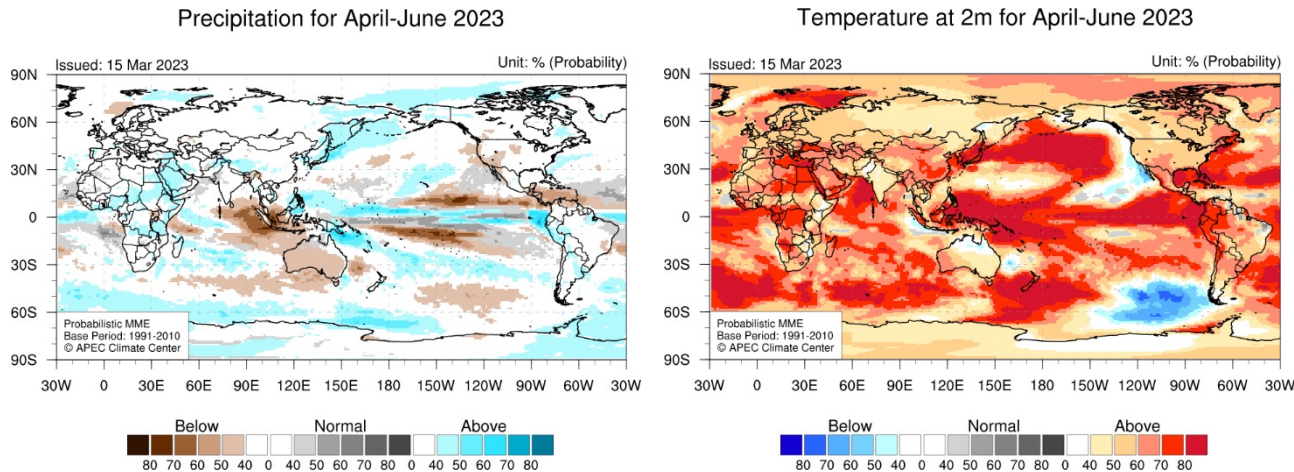 Precipitation for April-June 2023
Issued: 15 Mar 2023
Unit: % (Probability)
90N
60N
30N
0
30S
60S
90S
Probabilistic MME
Base Period: 1991-2010
© APEC Climate Center
30W 0 30E 60E 90E 120E 150E 180 150W 120W 90W 60W 30W
Below Normal Above
80 70 60 50 40 0 40 50 60 70 80 0 40 50 60 70 80
Temperature at 2m for April-June 2023
Issued: 15 Mar 2023
Unit: % (Probability)
90N
60N
30N
0
30S
60S
90S
Probabilistic MME
Base Period: 1991-2010
© APEC Climate Center
30W 0 30E 60E 90E 120E 150E 180 150W 120W 90W 60W 30W
Below Normal Above
80 70 60 50 40 0 40 50 60 70 80 0 40 50 60 70 80